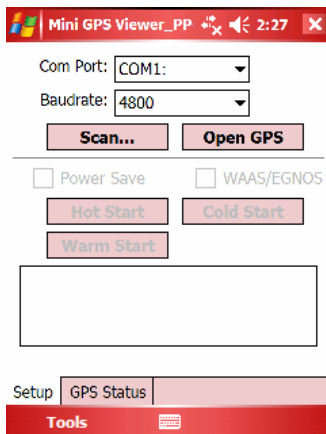 Mini GPS Viewer_PP 2:27
Com Port: COM1:
Baudrate: 4800
Scan... Open GPS
Power Save WAAS/EGNOS
Hot Start Cold Start
Warm Start
Setup GPS Status
Tools